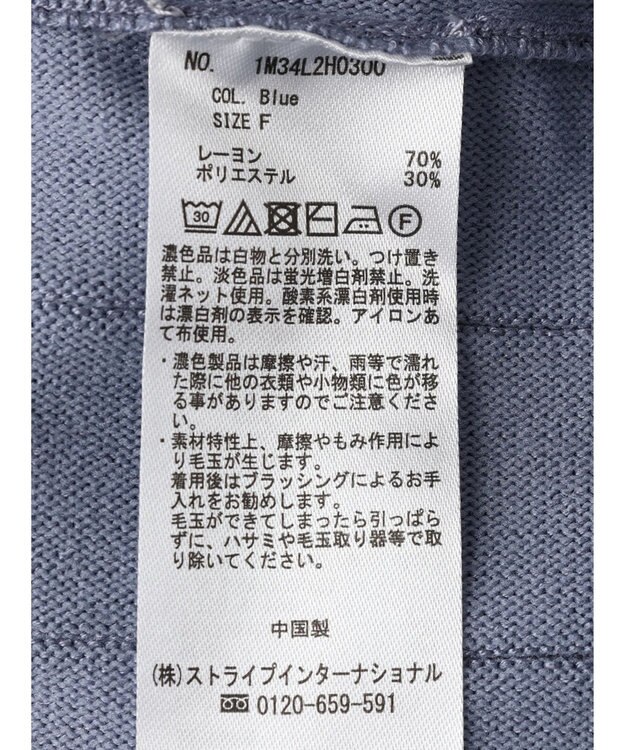 NO. 1M34L2H0300
COL. Blue
SIZE F
レーヨン 70%
ポリエステル 30%
30
F
濃色品は白物と分別洗い。つけ置き
禁止。淡色品は蛍光増白剤禁止。洗
濯ネット使用。酸素系漂白剤使用時
は漂白剤の表示を確認。アイロンあ
て布使用。
・濃色製品は摩擦や汗、雨等で濡れ
た際に他の衣類や小物類に色が移
る事がありますのでご注意くださ
い。
・素材特性上、摩擦やもみ作用によ
り毛玉が生じます。
着用後はブラッシングによるお手
入れをお勧めします。
毛玉ができてしまったら引っぱら
ずに、ハサミや毛玉取り器等で取
り除いてください。
中国製
(株)ストライプインターナショナル
0120-659-591